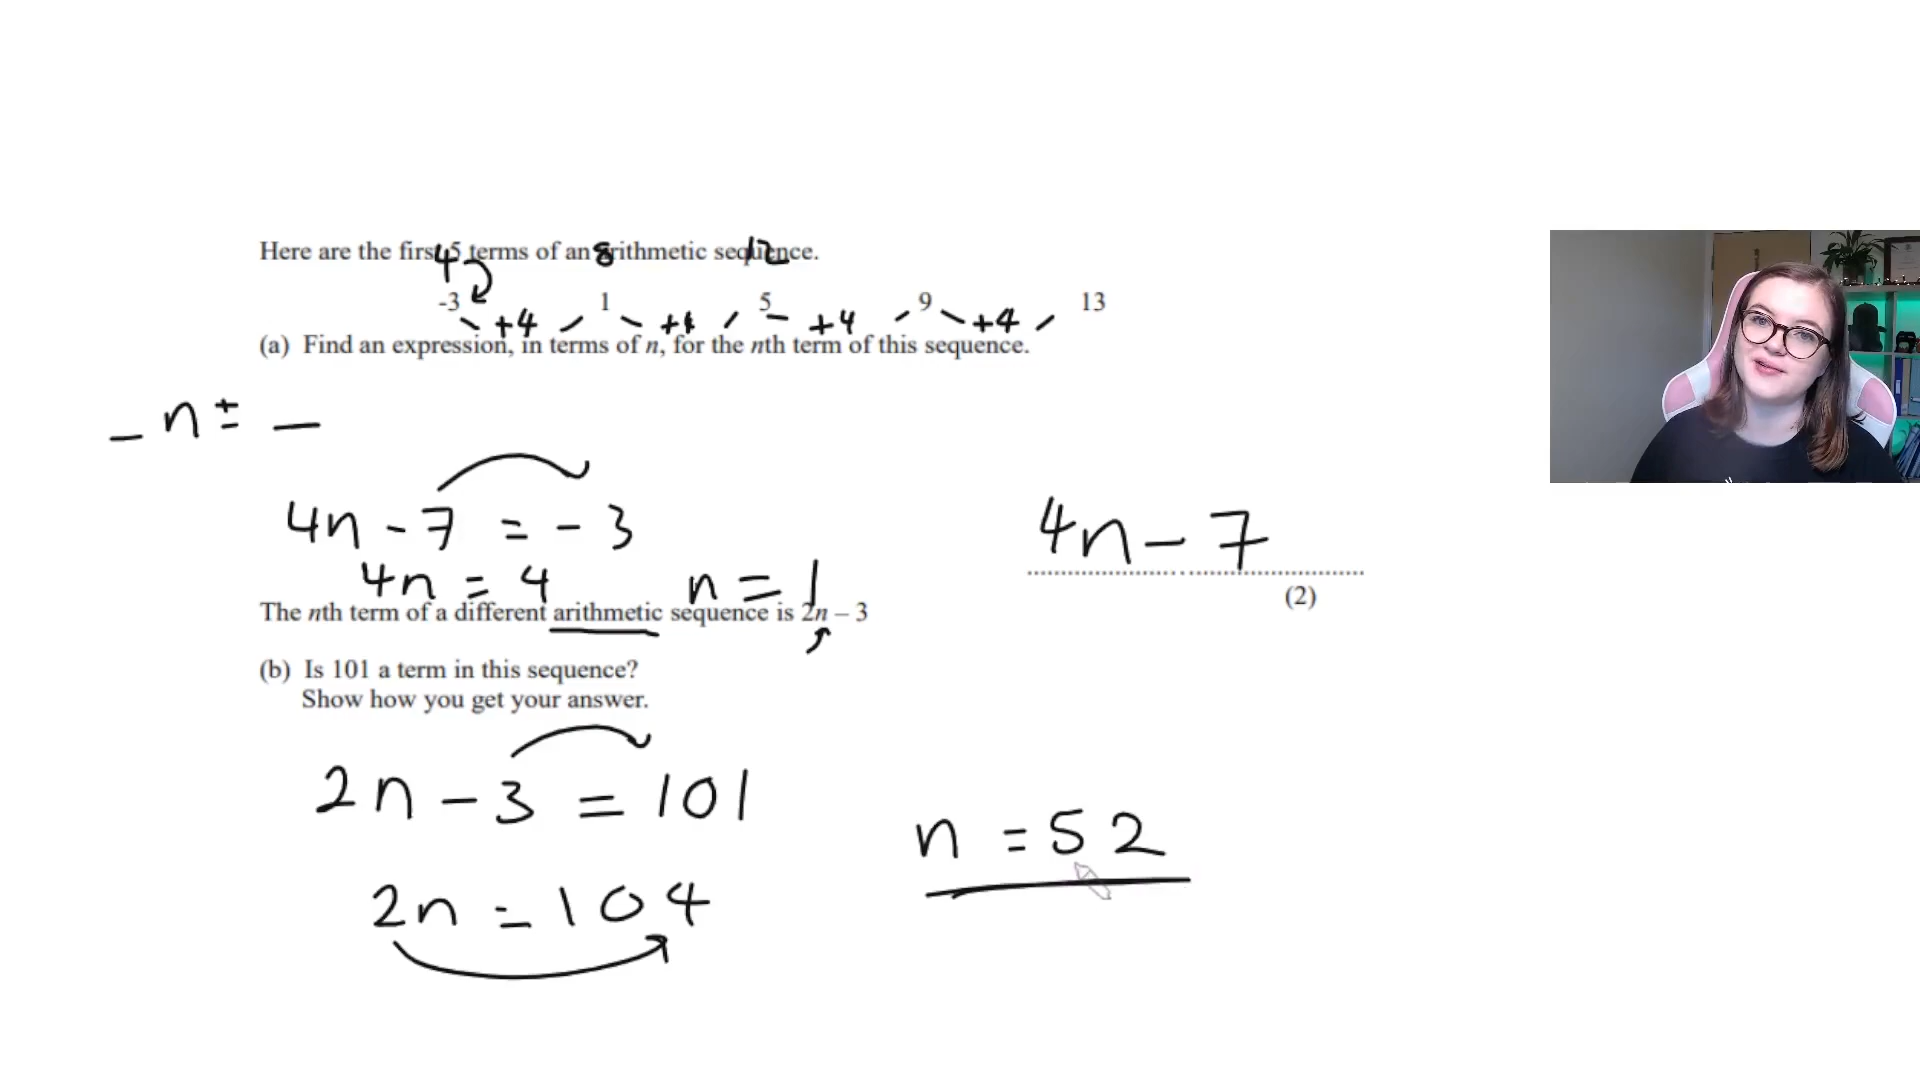 Here are the first 5 terms of an arithmetic sequence.
4 8 12
-3 1 5 9 13
+4 +4 +4 +4
(a) Find an expression, in terms of n, for the nth term of this sequence.
_ n ± _
4n - 7 = - 3
4n - 7
4n = 4 n = 1
(2)
The nth term of a different arithmetic sequence is 2n – 3
(b) Is 101 a term in this sequence?
Show how you get your answer.
2n - 3 = 101
n = 52
2n = 104